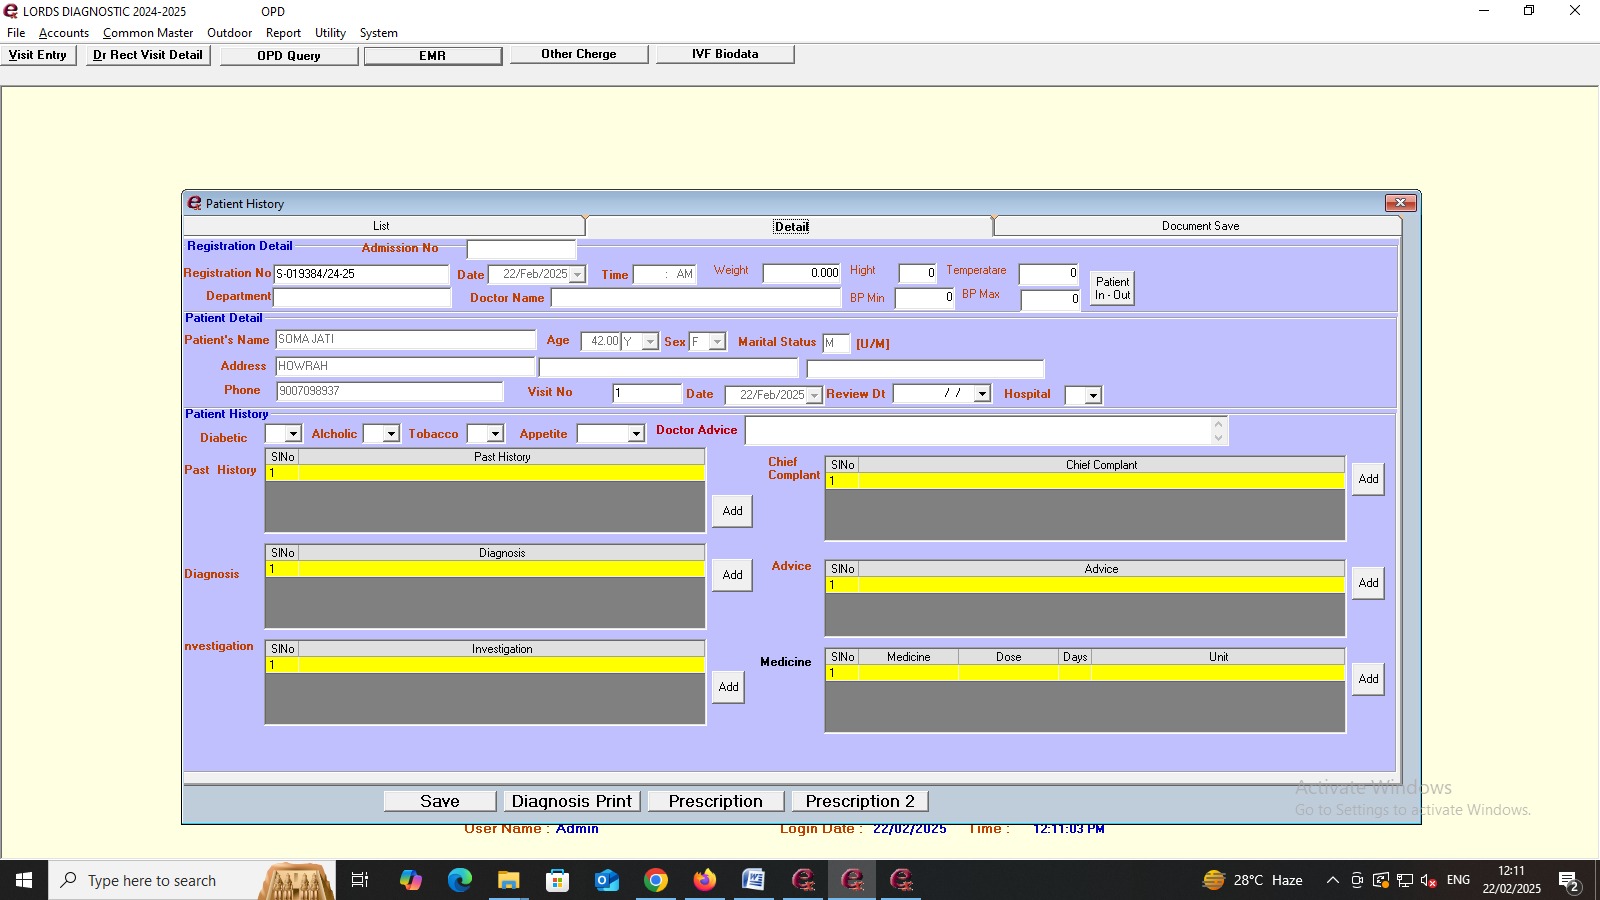 LORDS DIAGNOSTIC 2024-2025 OPD
File Accounts Common Master Outdoor Report Utility System
Visit Entry Dr Rect Visit Detail OPD Query EMR Other Cherge IVF Biodata
Patient History
List Detail Document Save
Registration Detail Admission No
Registration No S-019384/24-25 Date 22/Feb/2025 Time : AM Weight 0.000 Hight 0 Temperatare 0 Patient In - Out
Department Doctor Name BP Min 0 BP Max 0
Patient Detail
Patient's Name SOMA JATI Age 42.00 Y Sex F Marital Status M [U/M]
Address HOWRAH
Phone 9007098937 Visit No 1 Date 22/Feb/2025 Review Dt / / Hospital
Patient History
Diabetic Alcholic Tobacco Appetite Doctor Advice
Past History SlNo Past History
1
Add
Chief Complant SlNo Chief Complant
1
Add
Diagnosis SlNo Diagnosis
1
Add
Advice SlNo Advice
1
Add
nvestigation SlNo Investigation
1
Add
Medicine SlNo Medicine Dose Days Unit
1
Add
Save Diagnosis Print Prescription Prescription 2
Activate Windows
Go to Settings to activate Windows.
User Name : Admin Login Date : 22/02/2025 Time : 12:11:03 PM
Type here to search 28°C Haze ENG 12:11
22/02/2025 2